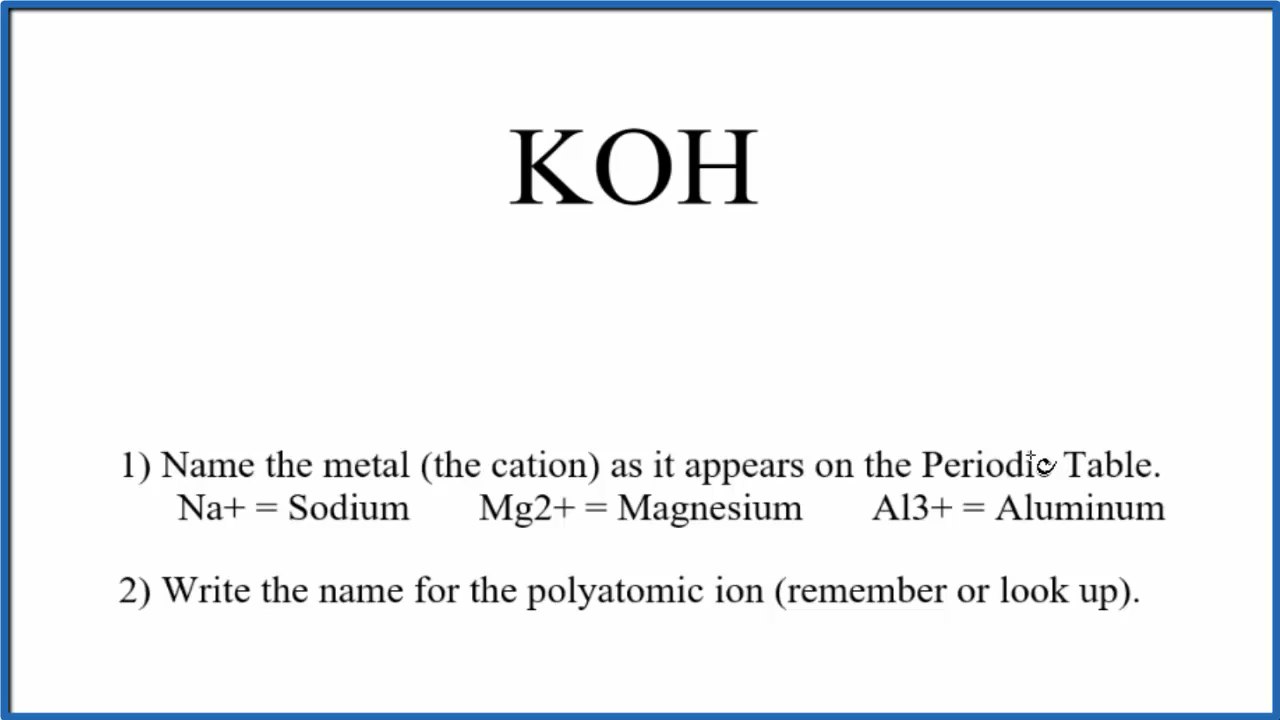 KOH
1) Name the metal (the cation) as it appears on the Periodic Table.
Na+ = Sodium Mg2+ = Magnesium Al3+ = Aluminum
2) Write the name for the polyatomic ion (remember or look up).